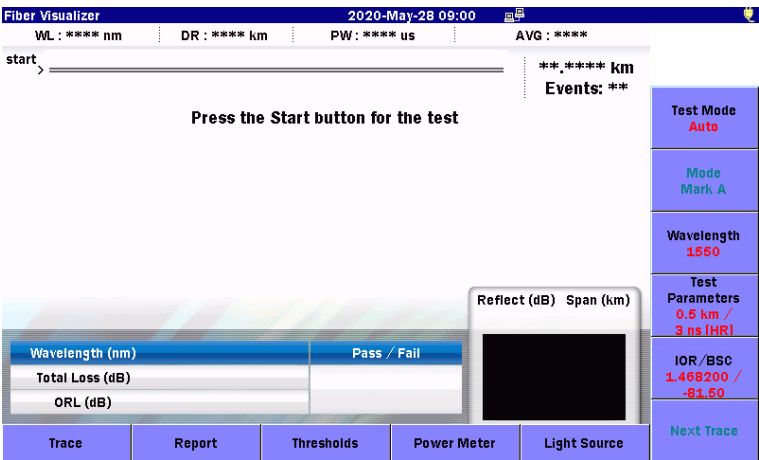 Fiber Visualizer 2020-May-28 09:00
WL : **** nm DR : **** km PW : **** us AVG : ****
start
**.**** km
Events: **
Press the Start button for the test
Test Mode
Auto
Mode
Mark A
Wavelength
1550
Test
Parameters
0.5 km /
3 ns [HR]
IOR/BSC
1.468200 /
-81.50
Next Trace
Reflect (dB) Span (km)
Wavelength (nm) Pass / Fail
Total Loss (dB)
ORL (dB)
Trace Report Thresholds Power Meter Light Source